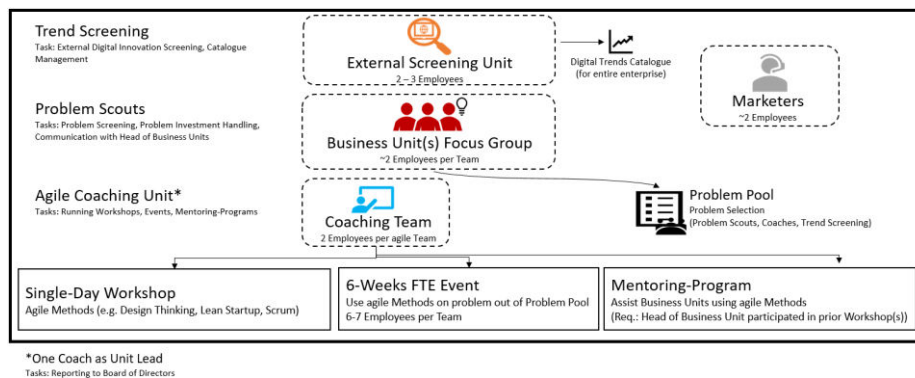 Trend Screening
Task: External Digital Innovation Screening, Catalogue
Management
External Screening Unit
2 – 3 Employees
Digital Trends Catalogue
(for entire enterprise)
Marketers
~2 Employees
Problem Scouts
Tasks: Problem Screening, Problem Investment Handling,
Communication with Head of Business Units
Business Unit(s) Focus Group
~2 Employees per Team
Agile Coaching Unit*
Tasks: Running Workshops, Events, Mentoring-Programs
Coaching Team
2 Employees per agile Team
Problem Pool
Problem Selection
(Problem Scouts, Coaches, Trend Screening)
Single-Day Workshop
Agile Methods (e.g. Design Thinking, Lean Startup, Scrum)
6-Weeks FTE Event
Use agile Methods on problem out of Problem Pool
6-7 Employees per Team
Mentoring-Program
Assist Business Units using agile Methods
(Req.: Head of Business Unit participated in prior Workshop(s))
*One Coach as Unit Lead
Tasks: Reporting to Board of Directors